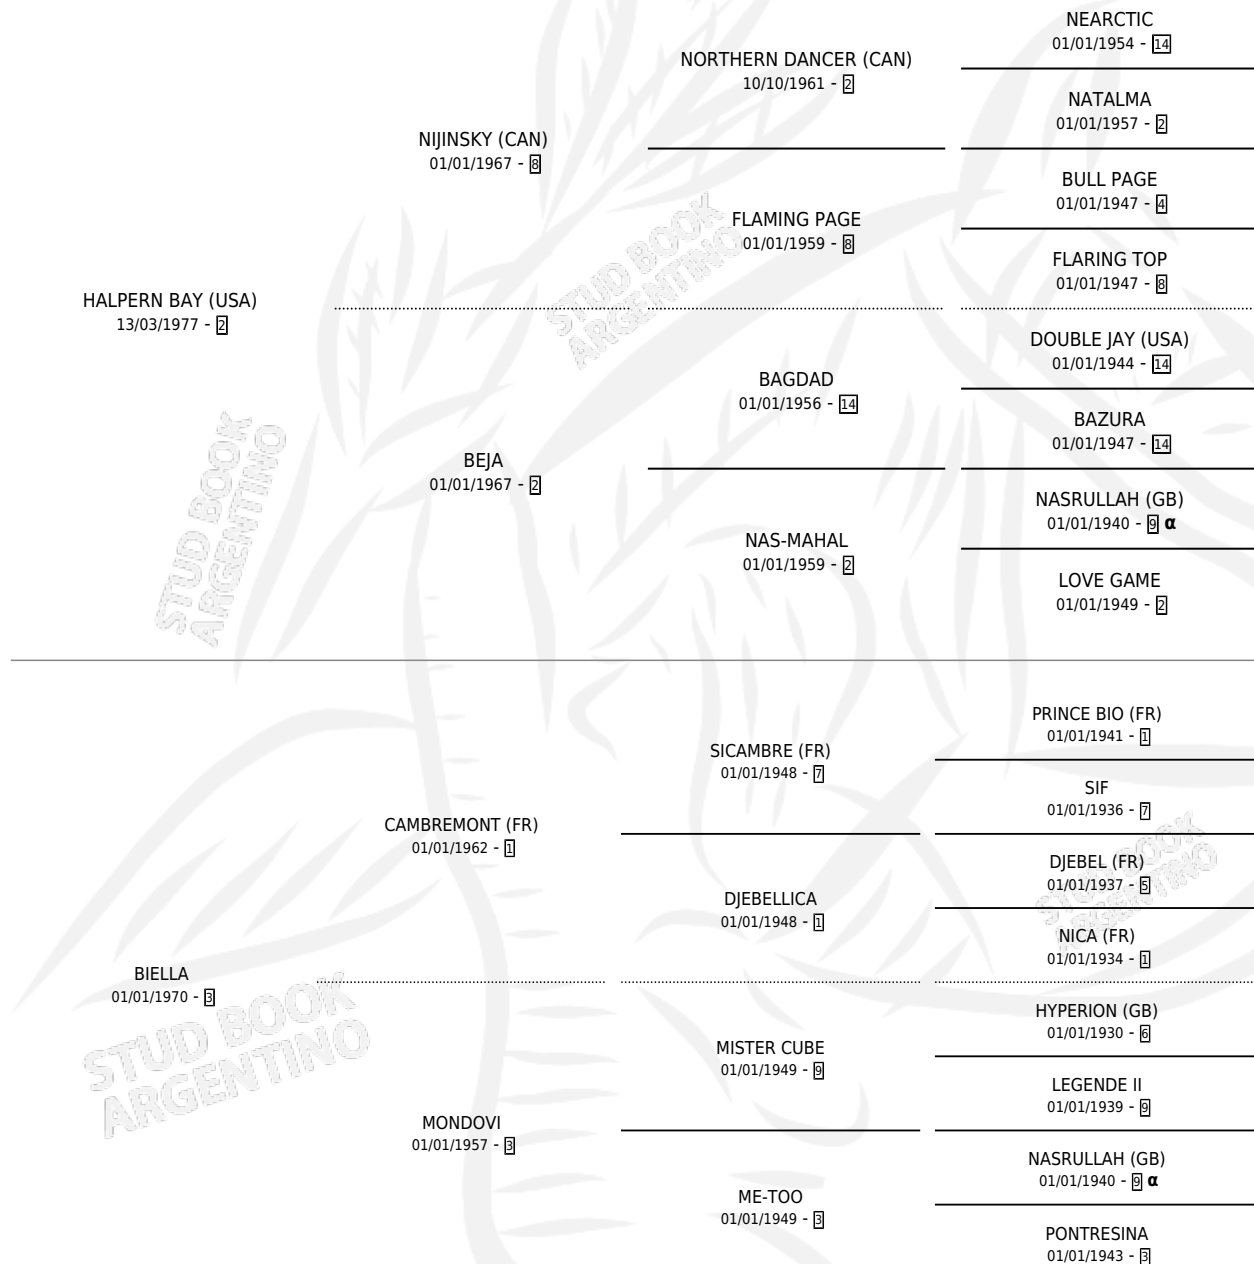 NEARCTIC
01/01/1954 - 14
NORTHERN DANCER (CAN)
10/10/1961 - 2
NATALMA
01/01/1957 - 2
NIJINSKY (CAN)
01/01/1967 - 8
BULL PAGE
01/01/1947 - 4
FLAMING PAGE
01/01/1959 - 8
FLARING TOP
01/01/1947 - 8
HALPERN BAY (USA)
13/03/1977 - 2
DOUBLE JAY (USA)
01/01/1944 - 14
BAGDAD
01/01/1956 - 14
BAZURA
01/01/1947 - 14
BEJA
01/01/1967 - 2
NASRULLAH (GB)
01/01/1940 - 9 α
NAS-MAHAL
01/01/1959 - 2
LOVE GAME
01/01/1949 - 2
STUD BOOK
ARGENTINO
STUD BOOK
ARGENTINO
PRINCE BIO (FR)
01/01/1941 - 1
SICAMBRE (FR)
01/01/1948 - 7
SIF
01/01/1936 - 7
CAMBREMONT (FR)
01/01/1962 - 1
DJEBEL (FR)
01/01/1937 - 5
DJEBELLICA
01/01/1948 - 1
NICA (FR)
01/01/1934 - 1
BIELLA
01/01/1970 - 3
HYPERION (GB)
01/01/1930 - 6
MISTER CUBE
01/01/1949 - 9
LEGENDE II
01/01/1939 - 9
MONDOVI
01/01/1957 - 3
NASRULLAH (GB)
01/01/1940 - 9 α
ME-TOO
01/01/1949 - 3
PONTRESINA
01/01/1943 - 3
STUD BOOK
ARGENTINO
STUD BOOK
ARGENTINO